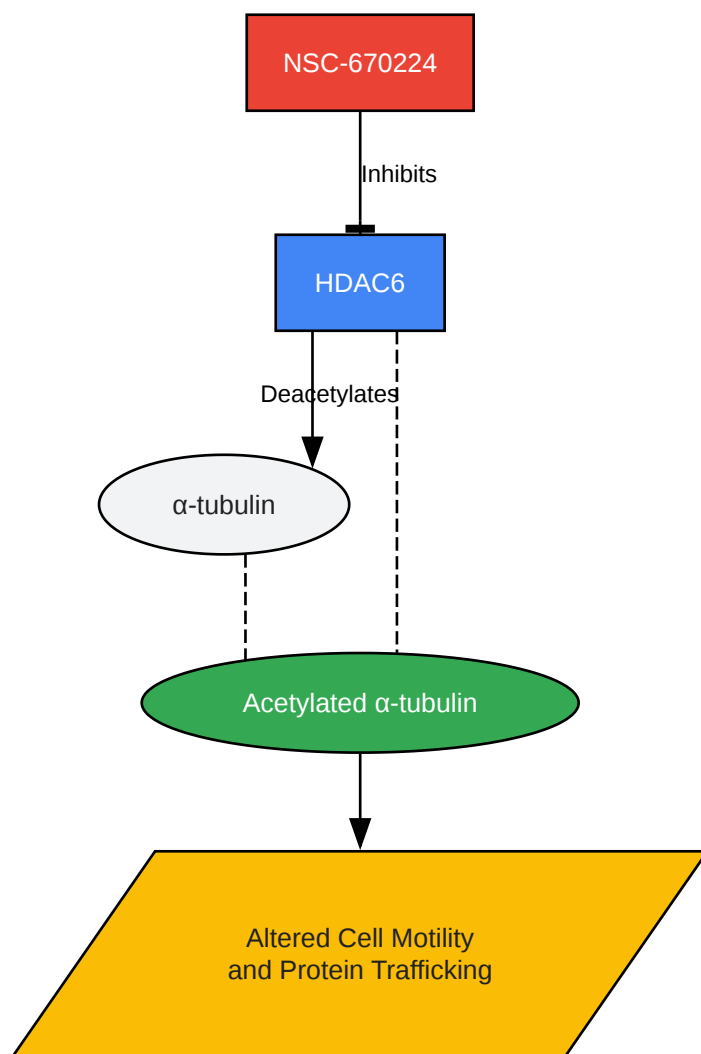 NSC-670224
Inhibits
HDAC6
Deacetylates
α-tubulin
Acetylated α-tubulin
Altered Cell Motility
and Protein Trafficking